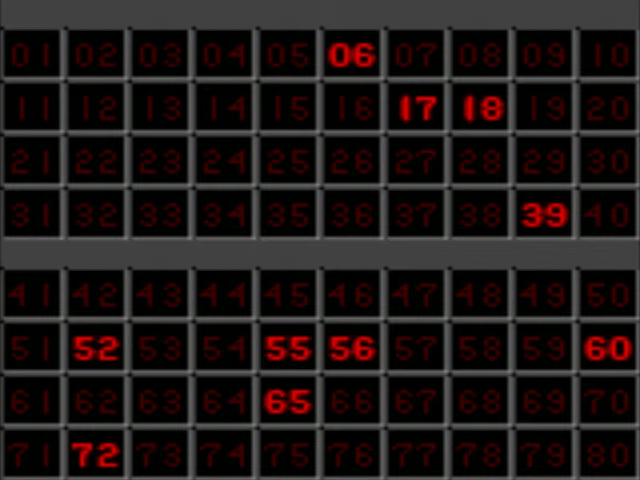 01 02 03 04 05 06 07 08 09 10
11 12 13 14 15 16 17 18 19 20
21 22 23 24 25 26 27 28 29 30
31 32 33 34 35 36 37 38 39 40
41 42 43 44 45 46 47 48 49 50
51 52 53 54 55 56 57 58 59 60
61 62 63 64 65 66 67 68 69 70
71 72 73 74 75 76 77 78 79 80